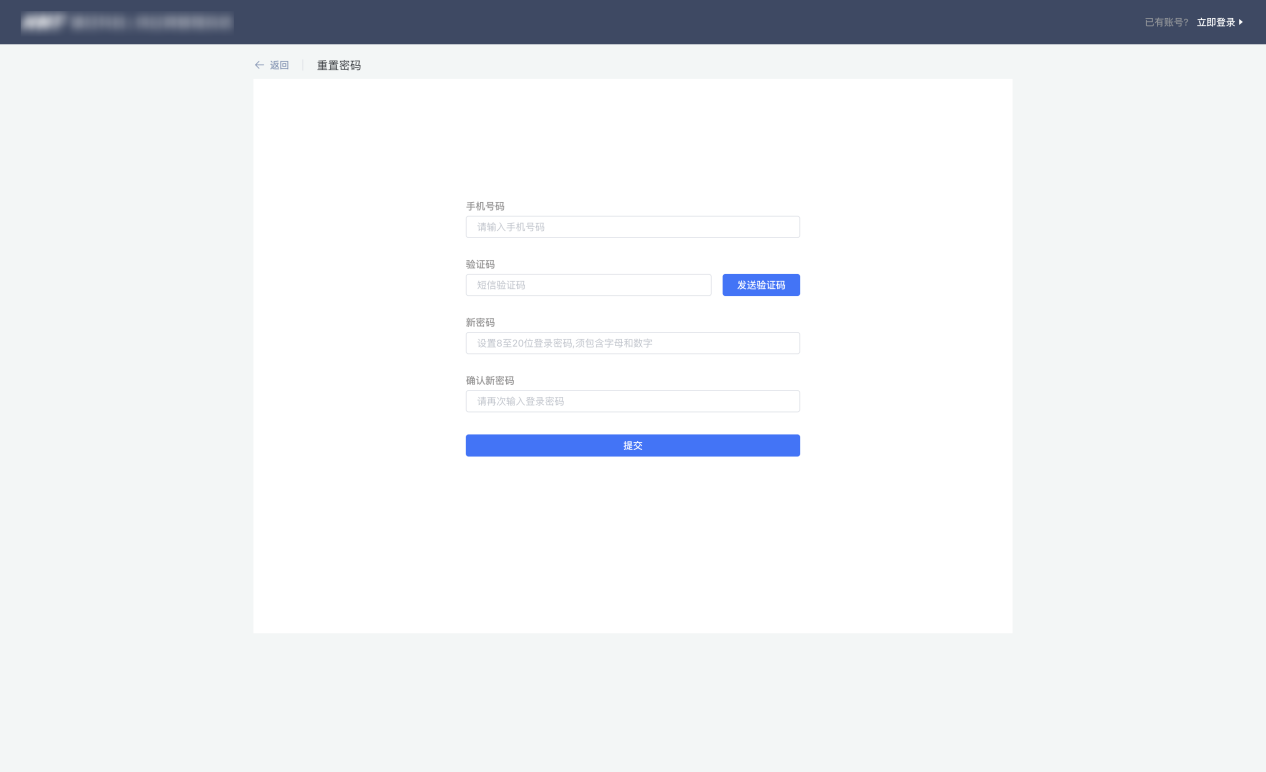 已有账号? 立即登录
返回 重置密码
手机号码
请输入手机号码
验证码
短信验证码 发送验证码
新密码
设置8至20位登录密码,须包含字母和数字
确认新密码
请再次输入登录密码
提交